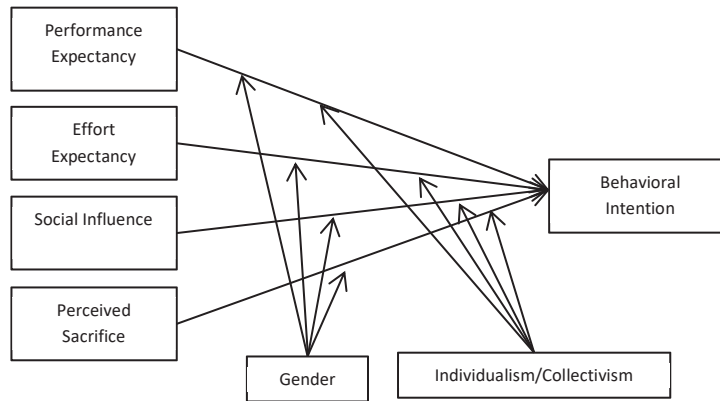 Performance
Expectancy
Effort
Expectancy
Social Influence
Perceived
Sacrifice
Behavioral
Intention
Gender
Individualism/Collectivism